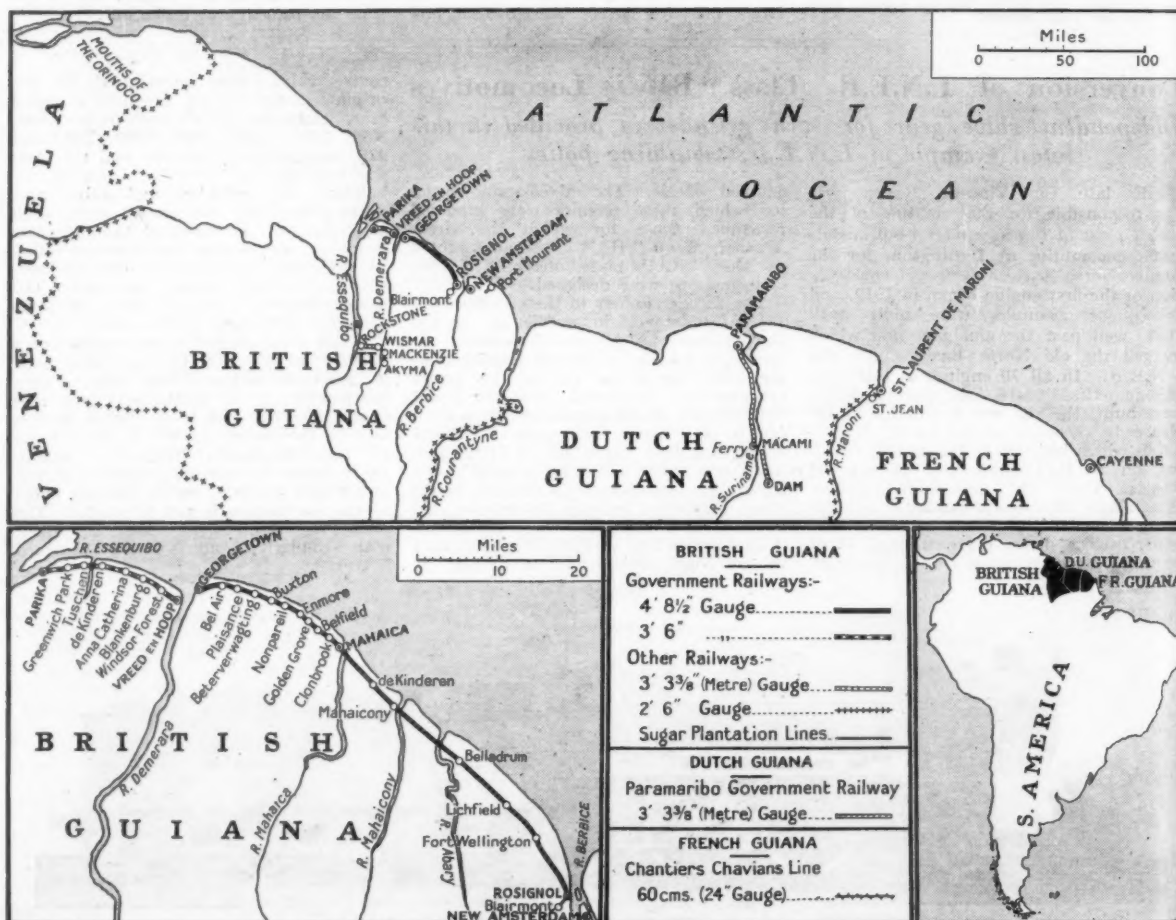 Miles
0 50 100
ATLANTIC
OCEAN
MOUTHS OF
THE ORINOCO
VENEZUELA
PARIKA
VREED EN HOOP
GEORGETOWN
ROSIGNOL
NEW AMSTERDAM
Port Mourant
Blairmont
R. Essequibo
R. Demerara
ROCKSTONE
WISMAR
MACKENZIE
AKYMA
BRITISH
GUIANA
R. Berbice
R. Courantyne
PARAMARIBO
DUTCH
GUIANA
Ferry
MACAMI
DAM
R. Suriname
ST. LAURENT DE MARONI
ST. JEAN
R. Maroni
FRENCH
GUIANA
CAYENNE
Miles
0 10 20
R. ESSEQUIBO
PARIKA
Greenwich Park
Tuschen
de Kinderen
Anna Catherina
Blankenburg
Windsor Forest
VREED EN HOOP
GEORGETOWN
Bel Air
Plaisance
Beterverwagting
Buxton
Nonpareil
Enmore
Golden Grove
Belfield
Clonbrook
MAHAICA
de Kinderen
Mahaicony
Belladrum
Lichfield
Fort Wellington
ROSIGNOL
Blairmont
NEW AMSTERDAM
R. BERBICE
BRITISH
GUIANA
R. Demerara
R. Mahaica
R. Mahaicony
R. Abary
BRITISH GUIANA
Government Railways:-
4' 8½" Gauge
3' 6" "
Other Railways:-
3' 3⅜" (Metre) Gauge
2' 6" Gauge
Sugar Plantation Lines
DUTCH GUIANA
Paramaribo Government Railway
3' 3⅜" (Metre) Gauge
FRENCH GUIANA
Chantiers Chavians Line
60cms. (24" Gauge)
BRITISH
GUIANA
DU. GUIANA
FR. GUIANA
S. AMERICA